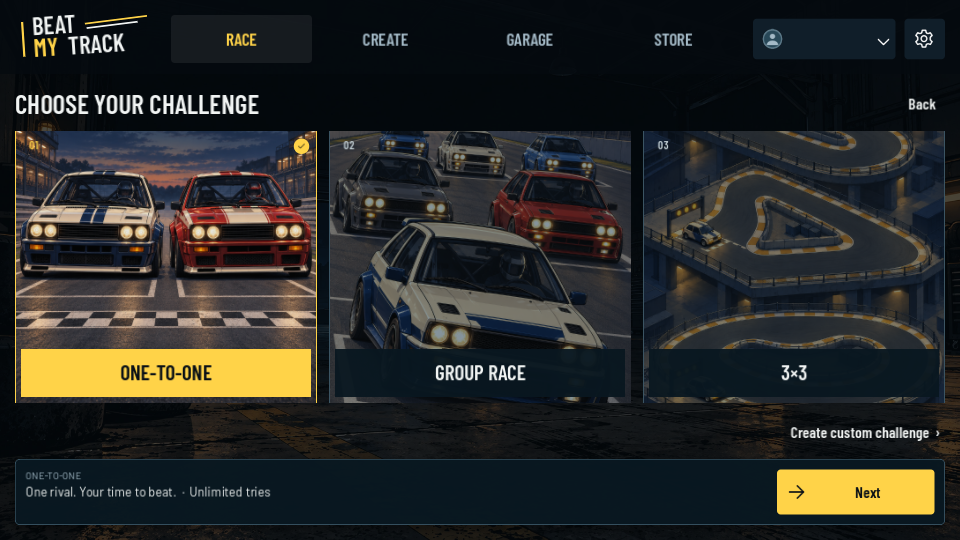 BEAT
MY TRACK
RACE
CREATE
GARAGE
STORE
CHOOSE YOUR CHALLENGE
Back
01
02
03
ONE-TO-ONE
GROUP RACE
3×3
Create custom challenge ›
ONE-TO-ONE
One rival. Your time to beat. · Unlimited tries
Next